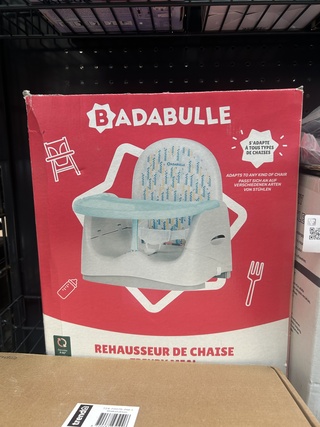 BADABULLE
S'ADAPTE
À TOUS TYPES
DE CHAISES
ADAPTS TO ANY KIND OF CHAIR
PASST SICH AN AUF
VERSCHIEDENEN ARTEN
VON STÜHLEN
REHAUSSEUR DE CHAISE
trendo